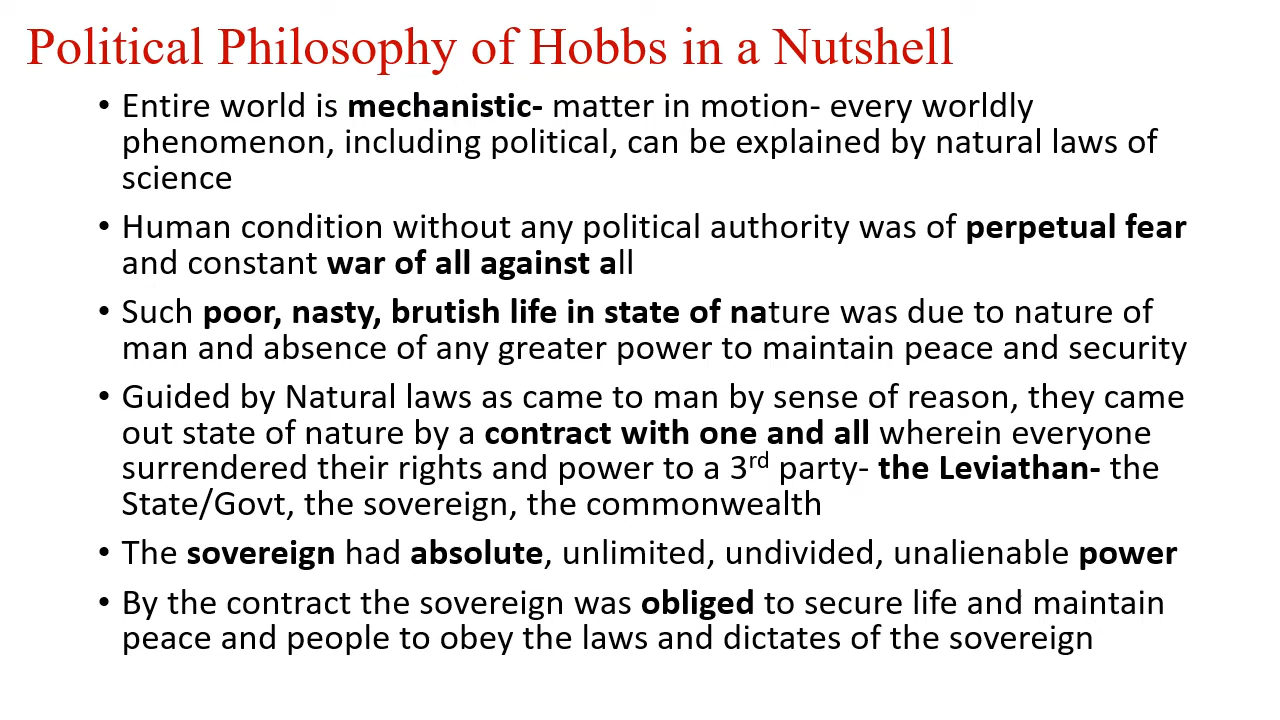 Political Philosophy of Hobbs in a Nutshell
• Entire world is mechanistic- matter in motion- every worldly
phenomenon, including political, can be explained by natural laws of
science
• Human condition without any political authority was of perpetual fear
and constant war of all against all
• Such poor, nasty, brutish life in state of nature was due to nature of
man and absence of any greater power to maintain peace and security
• Guided by Natural laws as came to man by sense of reason, they came
out state of nature by a contract with one and all wherein everyone
surrendered their rights and power to a 3rd party- the Leviathan- the
State/Govt, the sovereign, the commonwealth
• The sovereign had absolute, unlimited, undivided, unalienable power
• By the contract the sovereign was obliged to secure life and maintain
peace and people to obey the laws and dictates of the sovereign